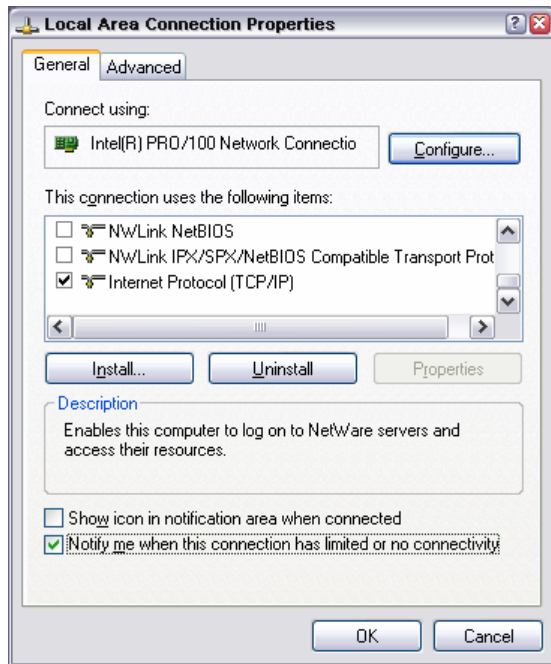 Local Area Connection Properties
General Advanced
Connect using:
Intel(R) PRO/100 Network Connectio
Configure...
This connection uses the following items:
NWLink NetBIOS
NWLink IPX/SPX/NetBIOS Compatible Transport Prot
Internet Protocol (TCP/IP)
Install... Uninstall Properties
Description
Enables this computer to log on to NetWare servers and
access their resources.
Show icon in notification area when connected
Notify me when this connection has limited or no connectivity
OK Cancel